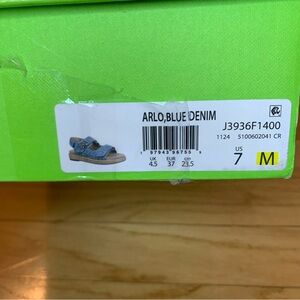 ARLO,BLUE DENIM
J3936F1400
1124 5100602041 CR
UK EUR cm
4.5 37 23.5
US
7 M